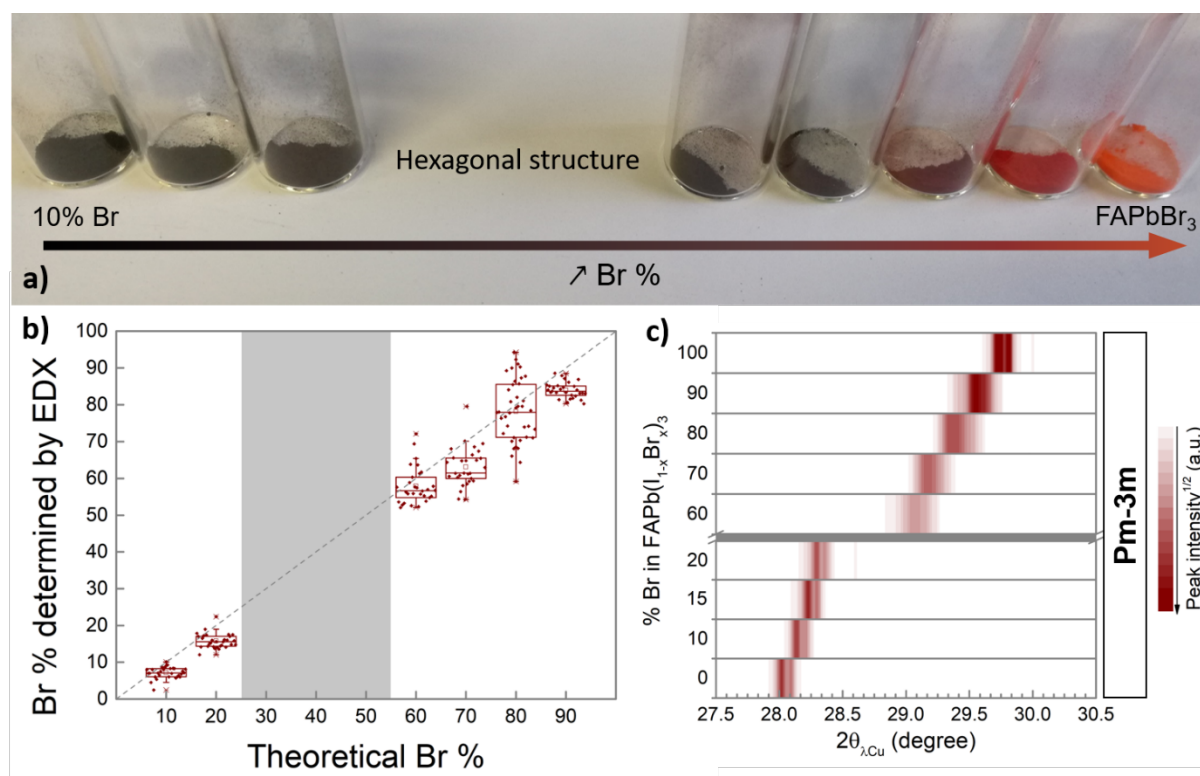 Hexagonal structure
10% Br
FAPbBr₃
↗ Br %
a)
b)
Br % determined by EDX
100
90
80
70
60
50
40
30
20
10
0
10 20 30 40 50 60 70 80 90
Theoretical Br %
c)
% Br in FAPb(I₁₋ₓBrₓ)₃
100
90
80
70
60
20
15
10
0
27.5 28.0 28.5 29.0 29.5 30.0 30.5
2θλCu (degree)
Pm-3m
Peak intensity¹ᐟ² (a.u.)